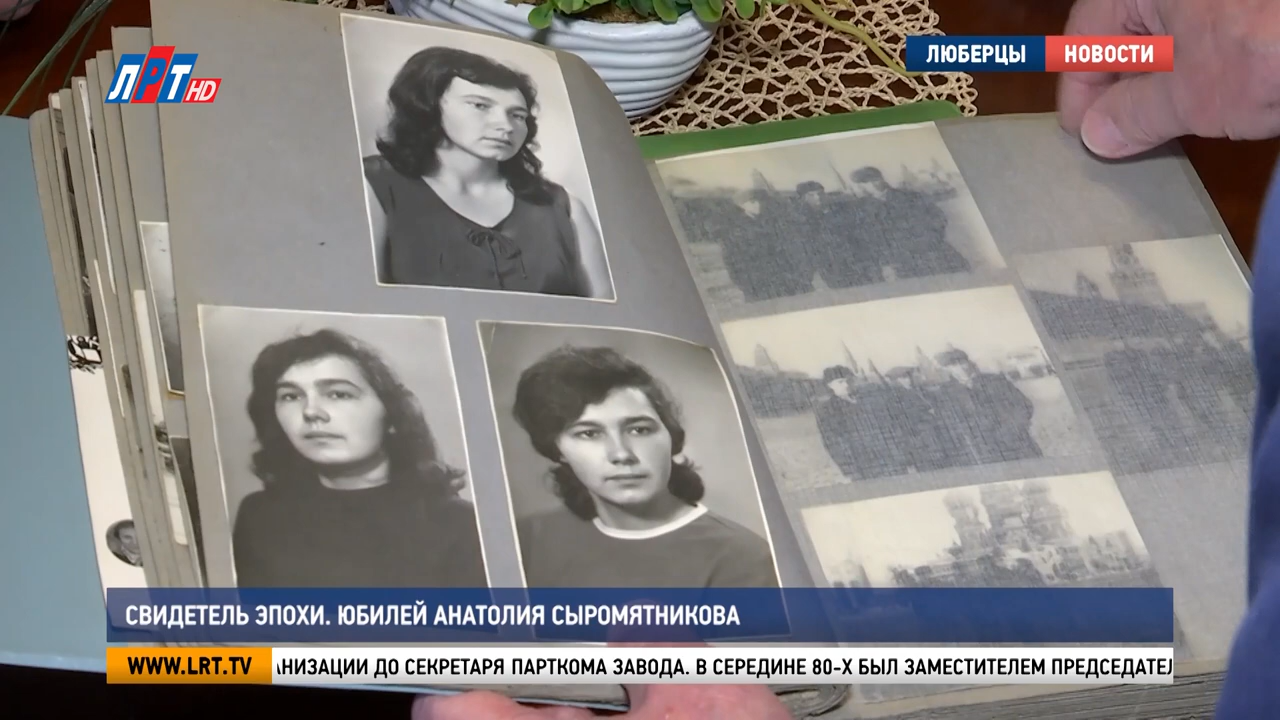 ЛРТ HD
ЛЮБЕРЦЫ НОВОСТИ
СВИДЕТЕЛЬ ЭПОХИ. ЮБИЛЕЙ АНАТОЛИЯ СЫРОМЯТНИКОВА
WWW.LRT.TV АНИЗАЦИИ ДО СЕКРЕТАРЯ ПАРТКОМА ЗАВОДА. В СЕРЕДИНЕ 80-Х БЫЛ ЗАМЕСТИТЕЛЕМ ПРЕДСЕДАТЕЛ